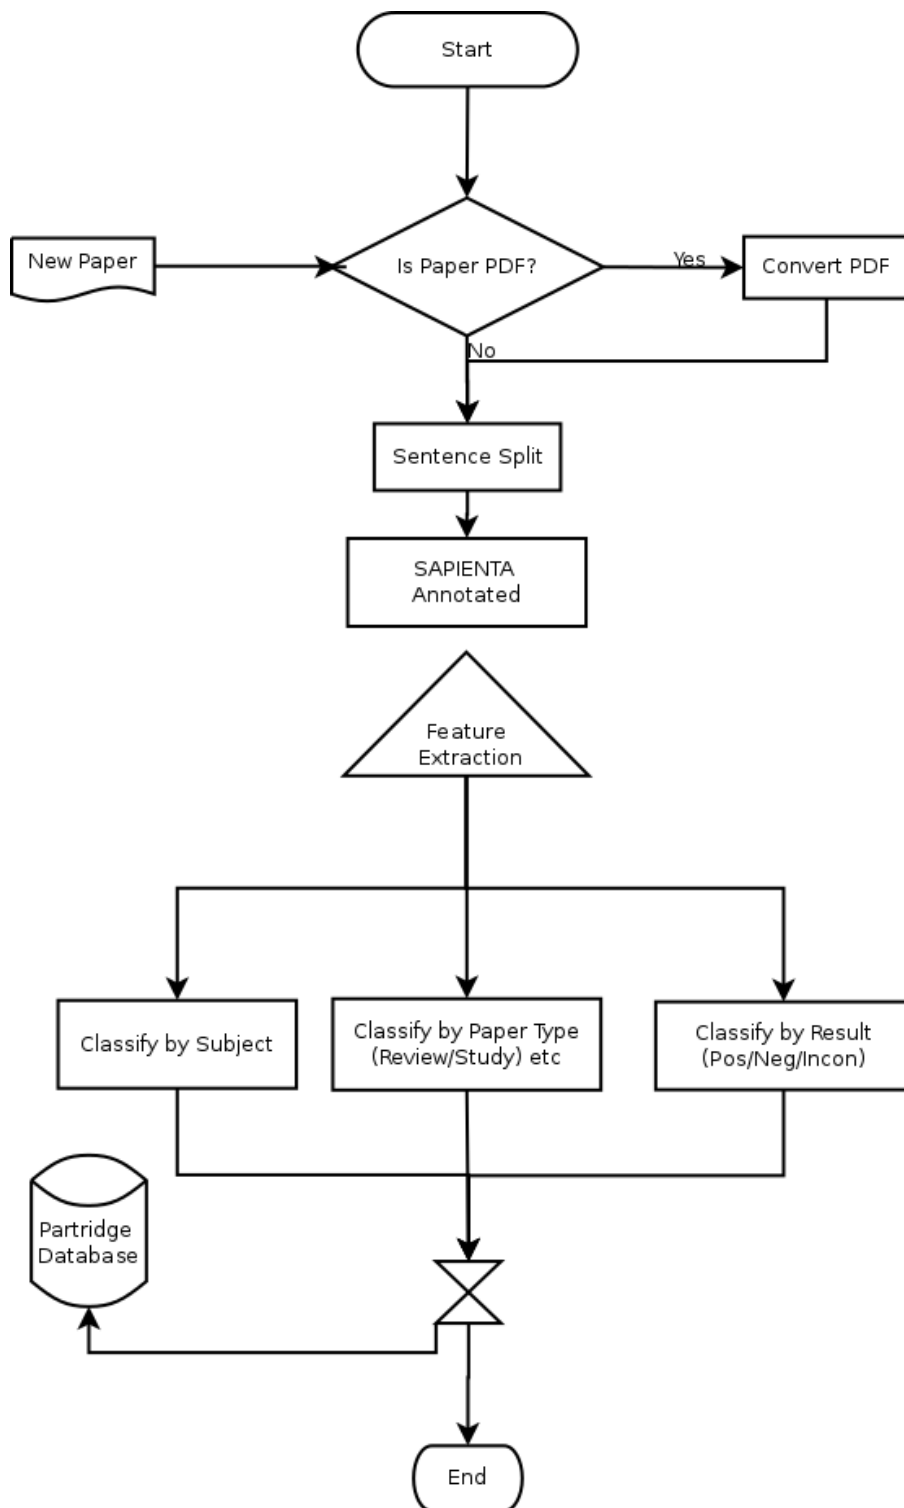 Start
New Paper
Is Paper PDF?
Yes
Convert PDF
No
Sentence Split
SAPIENTA
Annotated
Feature
Extraction
Classify by Subject
Classify by Paper Type
(Review/Study) etc
Classify by Result
(Pos/Neg/Incon)
Partridge
Database
End